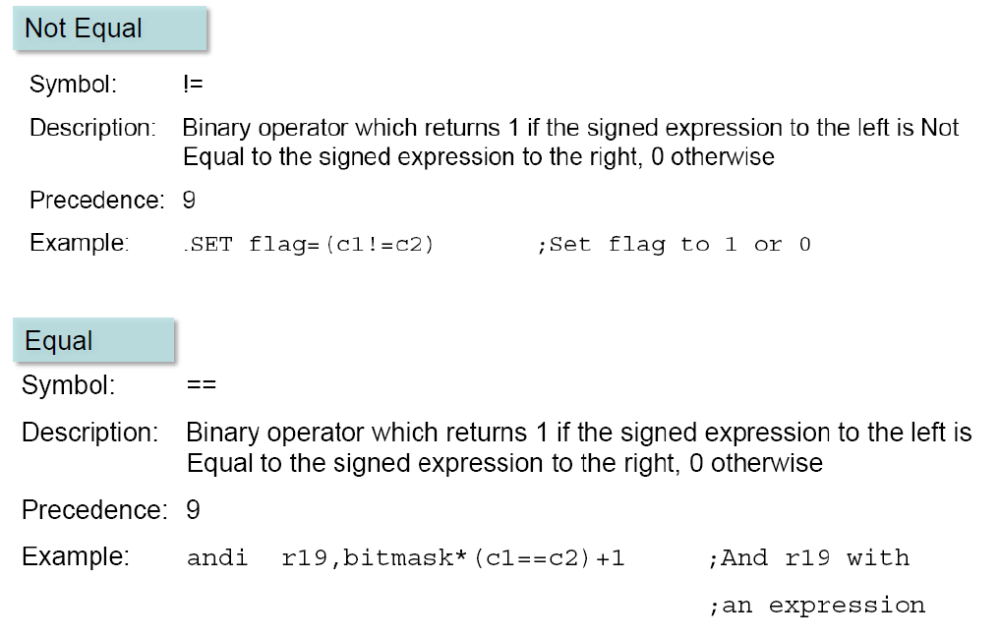 Not Equal
Symbol: !=
Description: Binary operator which returns 1 if the signed expression to the left is Not
Equal to the signed expression to the right, 0 otherwise
Precedence: 9
Example: .SET flag=(c1!=c2) ;Set flag to 1 or 0
Equal
Symbol: ==
Description: Binary operator which returns 1 if the signed expression to the left is
Equal to the signed expression to the right, 0 otherwise
Precedence: 9
Example: andi r19,bitmask*(c1==c2)+1 ;And r19 with
;an expression